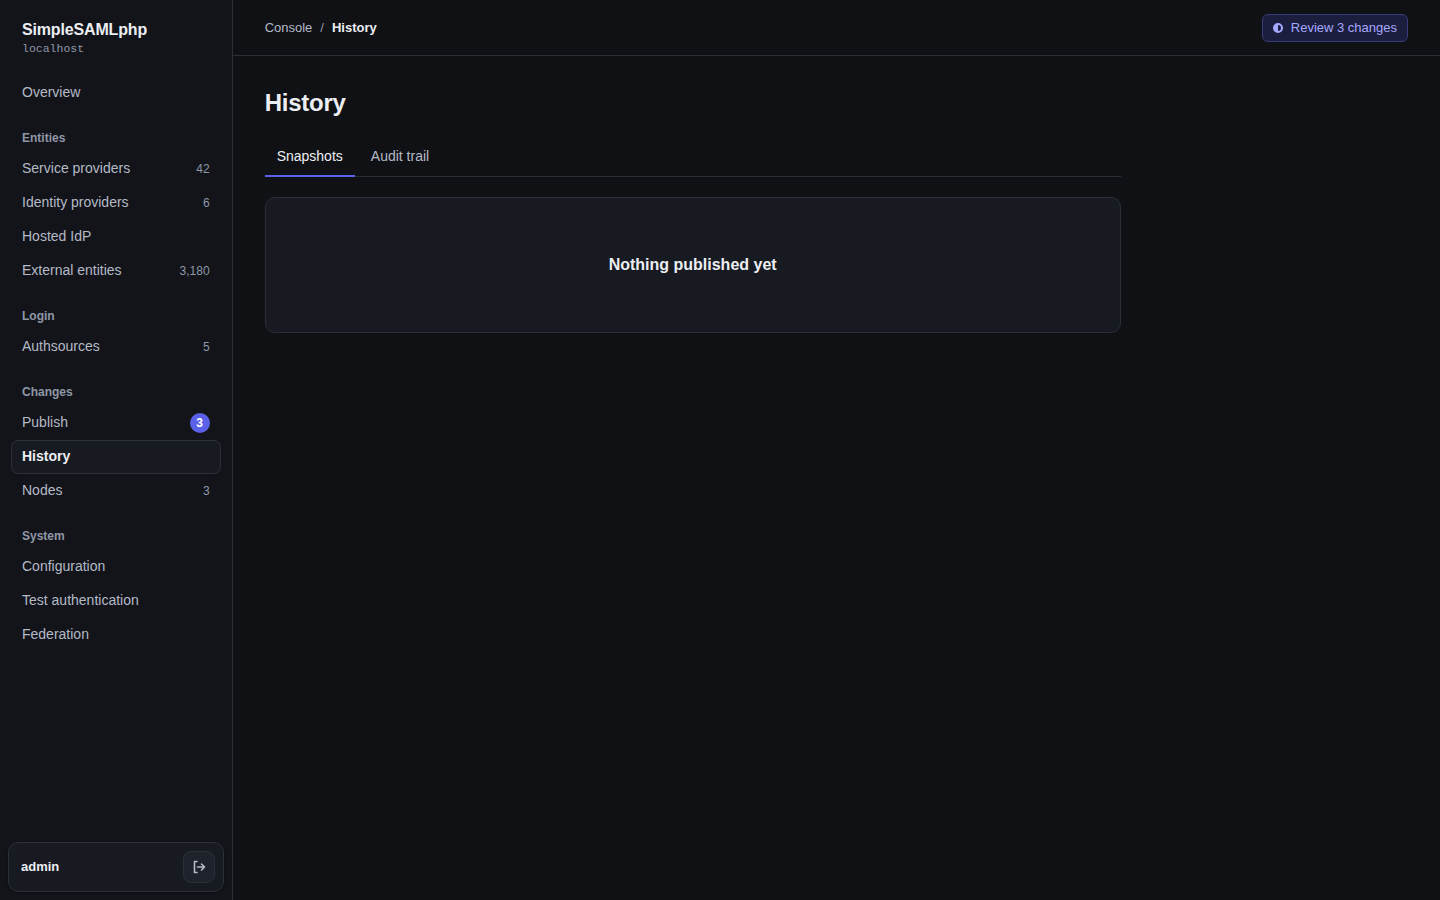 SimpleSAMLphp
localhost
Overview
Entities
Service providers 42
Identity providers 6
Hosted IdP
External entities 3,180
Login
Authsources 5
Changes
Publish 3
History
Nodes 3
System
Configuration
Test authentication
Federation
admin
Console / History
Review 3 changes
History
Snapshots Audit trail
Nothing published yet